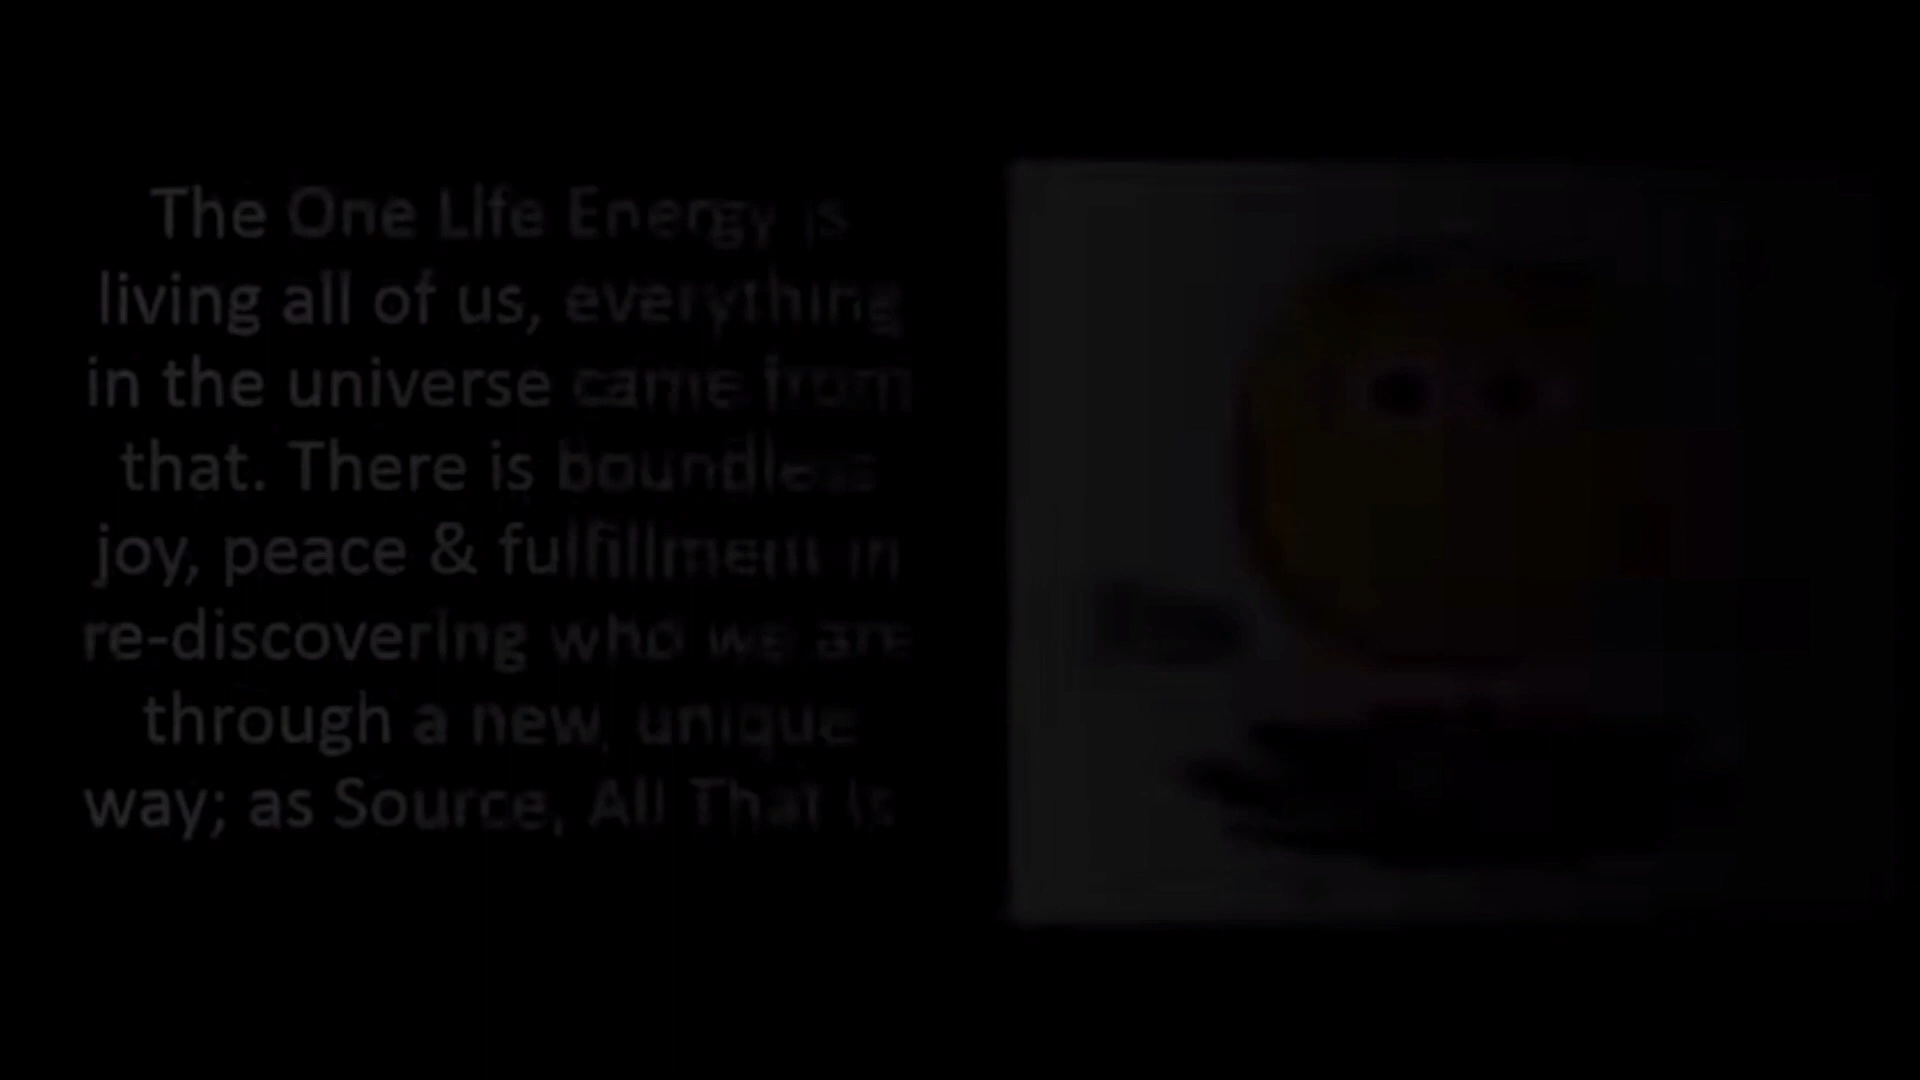 The One Life Energy is
living all of us, everything
in the universe came from
that. There is boundless
joy, peace & fulfillment in
re-discovering who we are
through a new, unique
way; as Source, All That Is